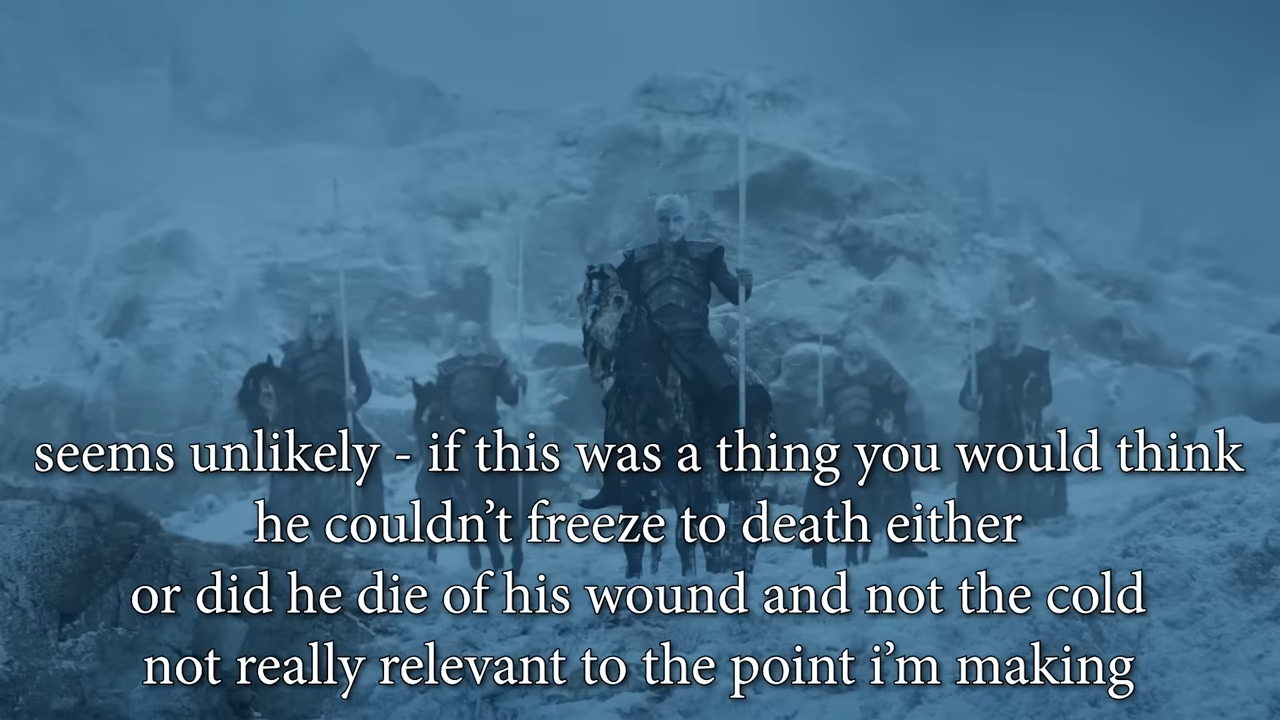 seems unlikely - if this was a thing you would think
he couldn’t freeze to death either
or did he die of his wound and not the cold
not really relevant to the point i’m making